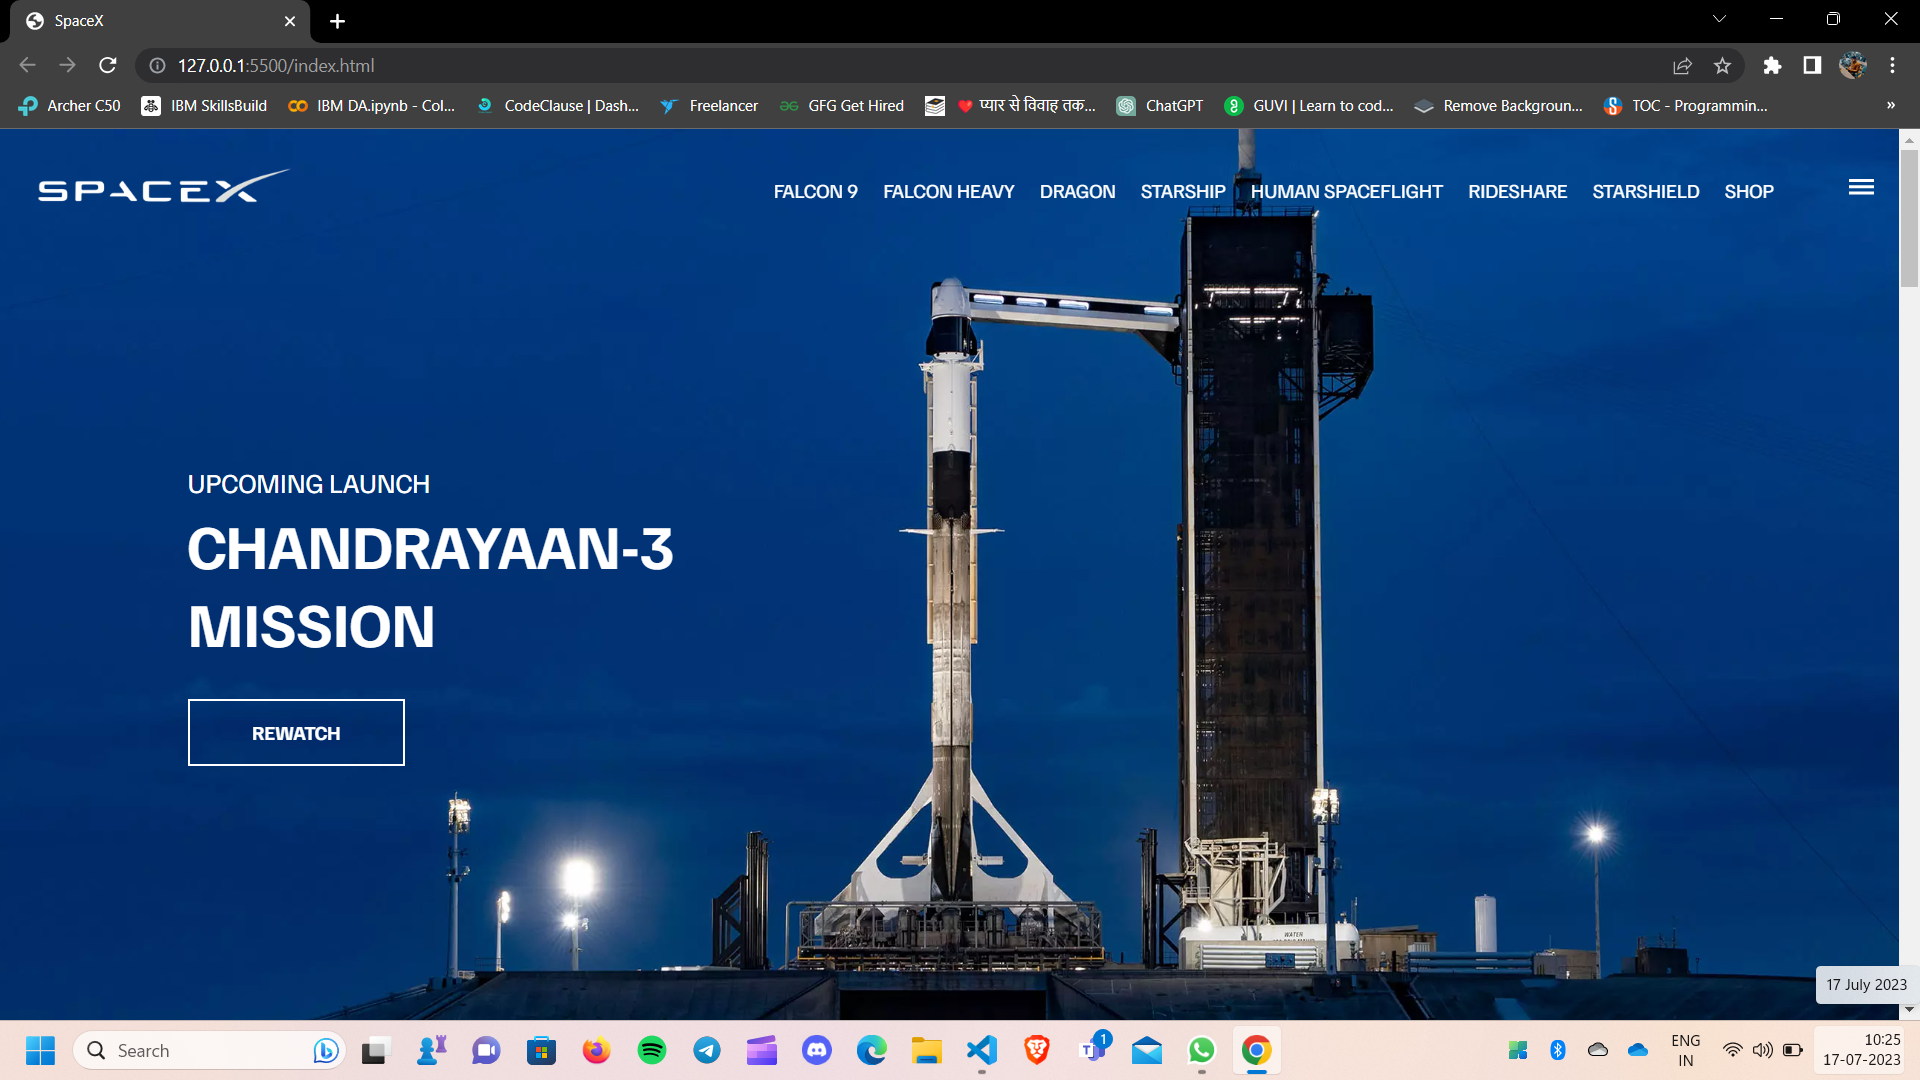 SpaceX
127.0.0.1:5500/index.html
Archer C50 IBM SkillsBuild IBM DA.ipynb - Col... CodeClause | Dash... Freelancer GFG Get Hired ❤️ प्यार से विवाह तक... ChatGPT GUVI | Learn to cod... Remove Backgroun... TOC - Programmin... »
SPACEX FALCON 9 FALCON HEAVY DRAGON STARSHIP HUMAN SPACEFLIGHT RIDESHARE STARSHIELD SHOP
UPCOMING LAUNCH
CHANDRAYAAN-3
MISSION
REWATCH
WATER
17 July 2023
Search 1 ENG 10:25
IN 17-07-2023